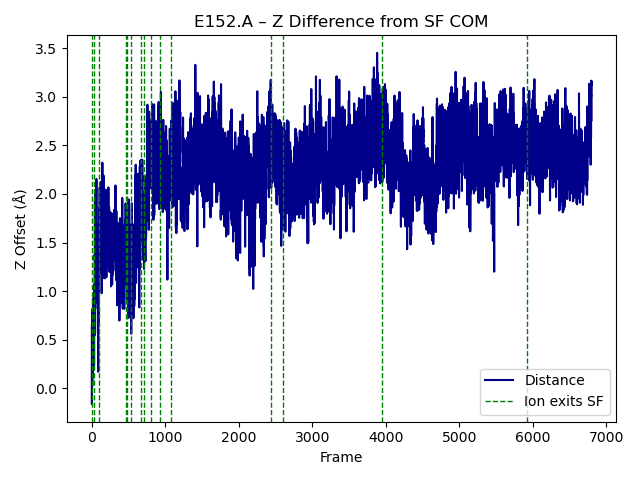 E152.A – Z Difference from SF COM
Z Offset (Å)
3.5
3.0
2.5
2.0
1.5
1.0
0.5
0.0
Distance
Ion exits SF
0 1000 2000 3000 4000 5000 6000 7000
Frame